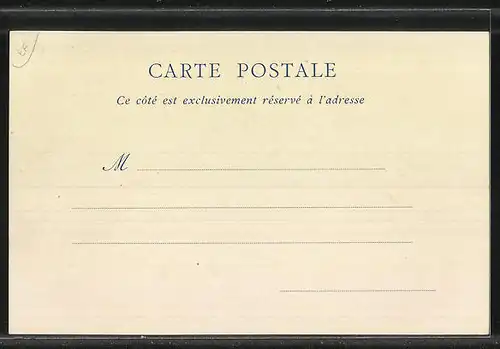 CARTE POSTALE
Ce côté est exclusivement réservé à l'adresse
M